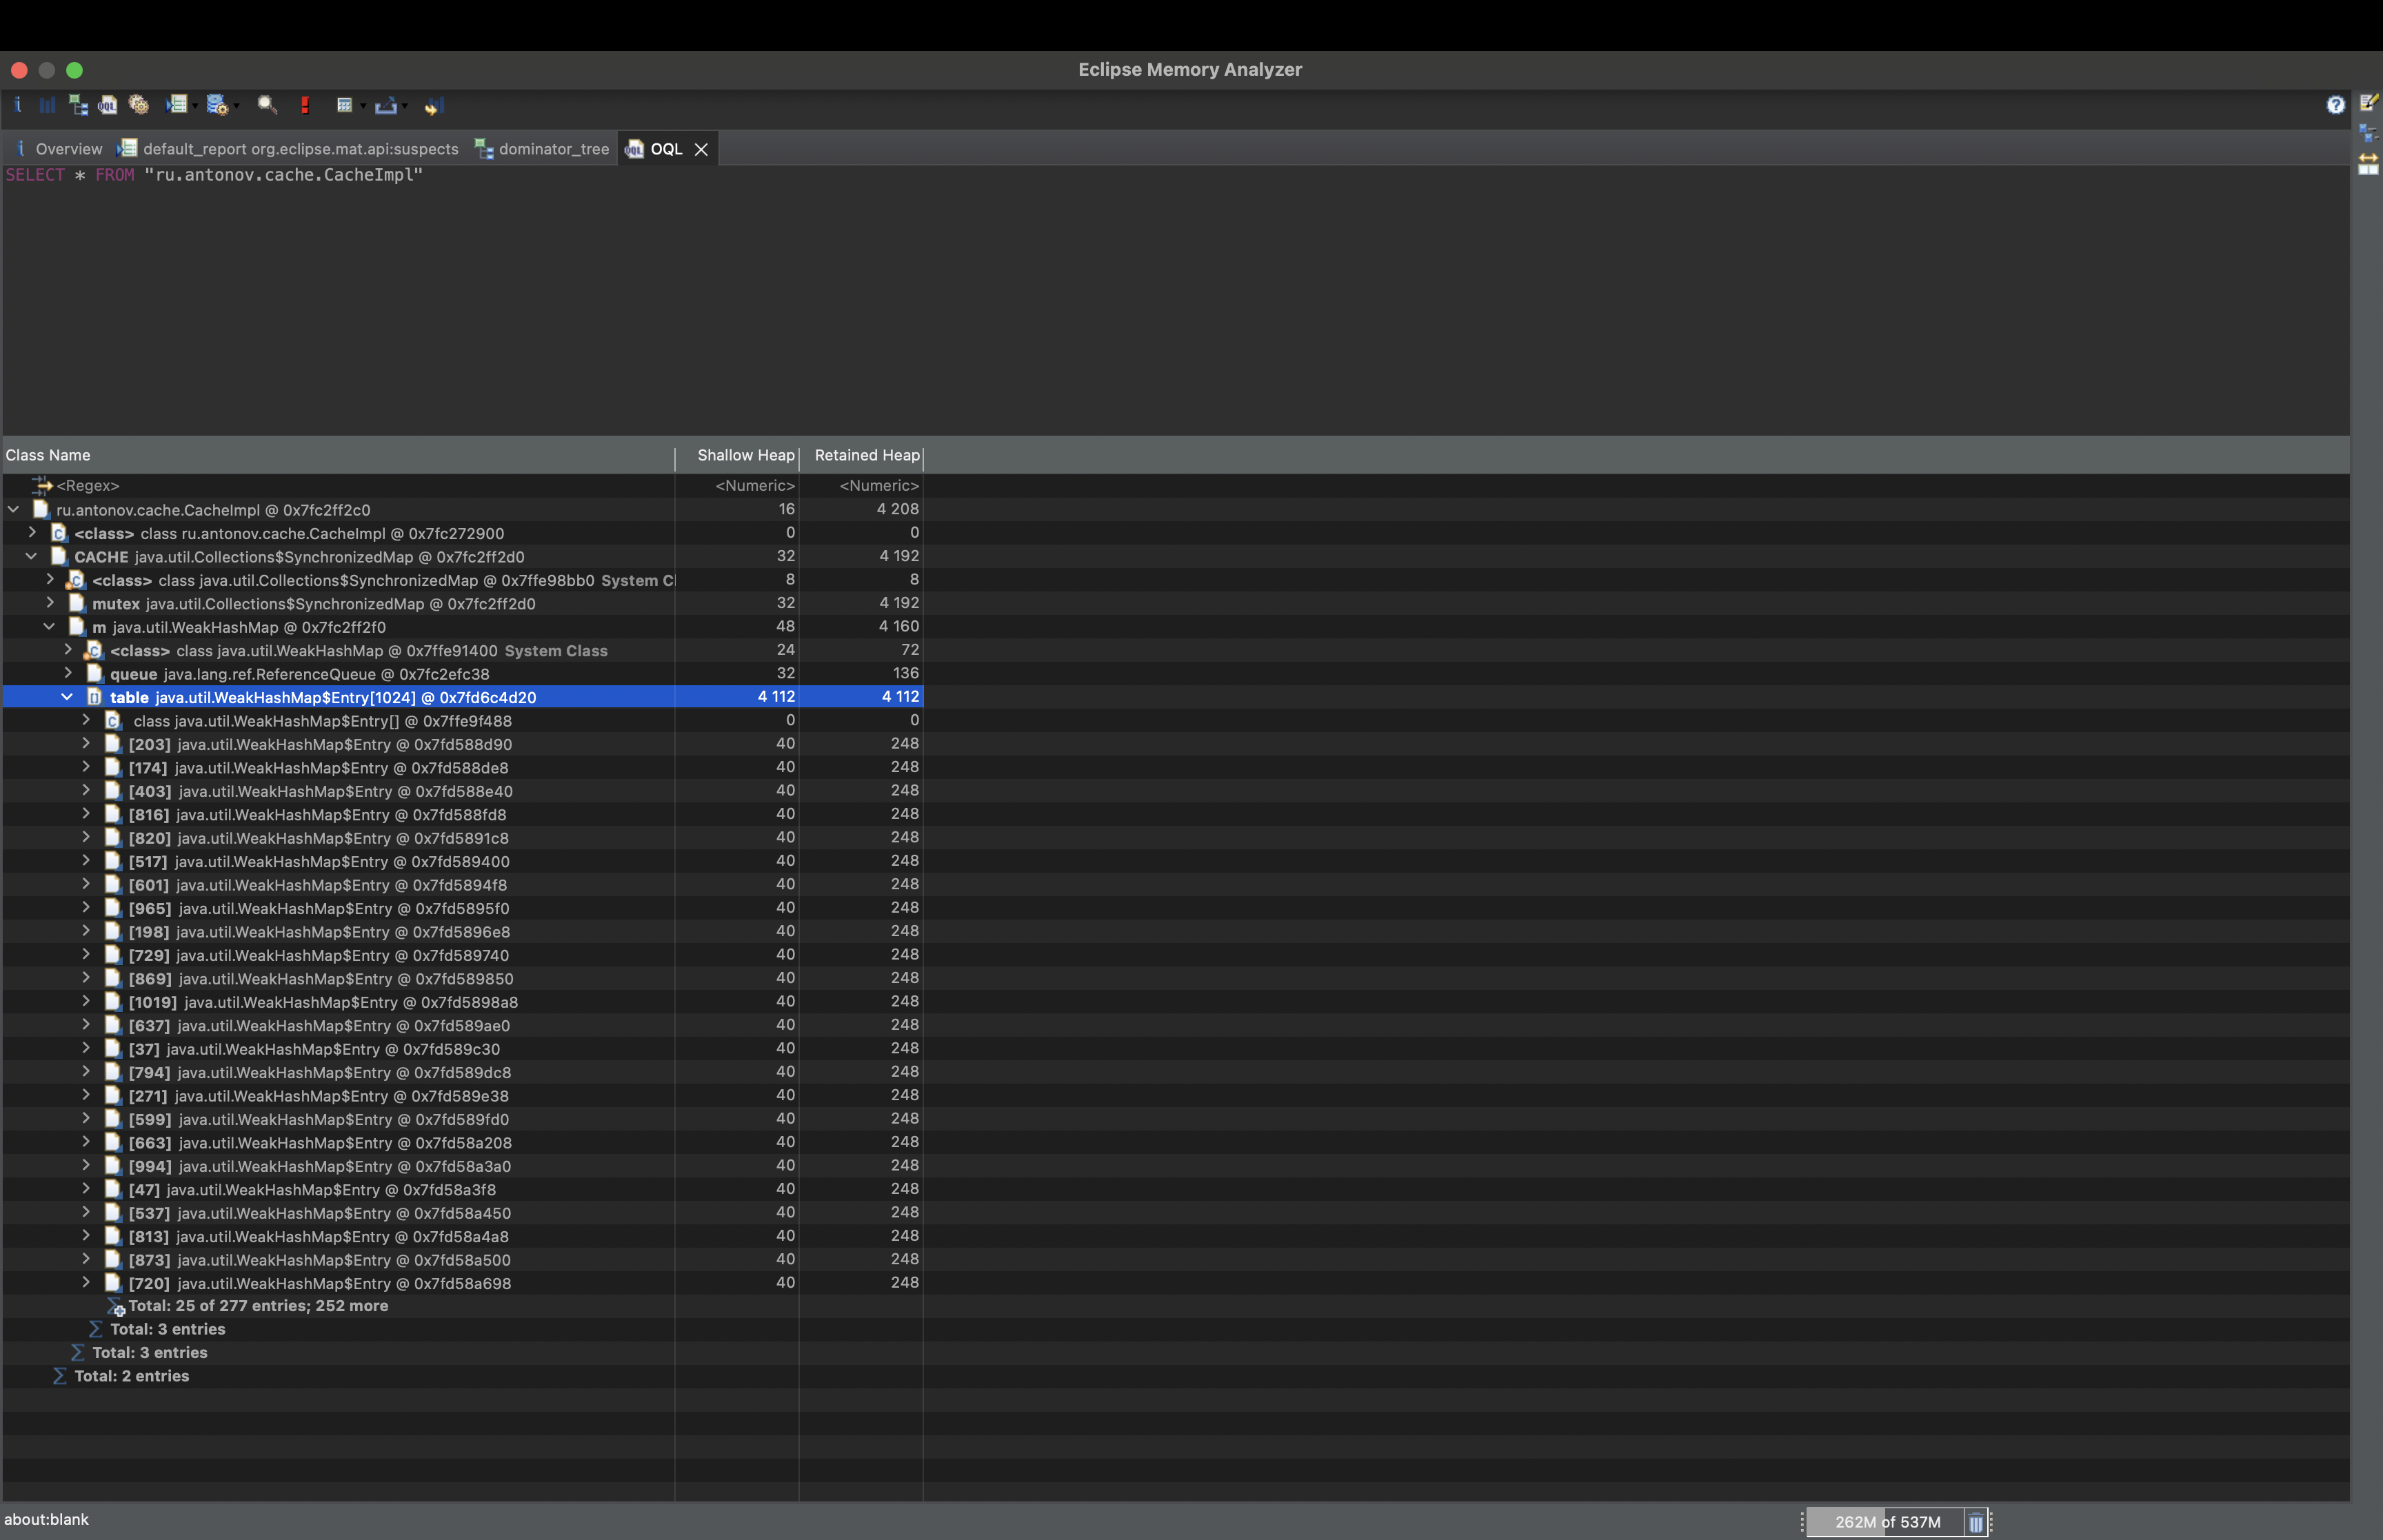 Eclipse Memory Analyzer
Overview default_report org.eclipse.mat.api:suspects dominator_tree OQL
SELECT * FROM "ru.antonov.cache.CacheImpl"
Class Name Shallow Heap Retained Heap
<Regex> <Numeric> <Numeric>
ru.antonov.cache.CacheImpl @ 0x7fc2ff2c0 16 4 208
<class> class ru.antonov.cache.CacheImpl @ 0x7fc272900 0 0
CACHE java.util.Collections$SynchronizedMap @ 0x7fc2ff2d0 32 4 192
<class> class java.util.Collections$SynchronizedMap @ 0x7ffe98bb0 System Cl 8 8
mutex java.util.Collections$SynchronizedMap @ 0x7fc2ff2d0 32 4 192
m java.util.WeakHashMap @ 0x7fc2ff2f0 48 4 160
<class> class java.util.WeakHashMap @ 0x7ffe91400 System Class 24 72
queue java.lang.ref.ReferenceQueue @ 0x7fc2efc38 32 136
table java.util.WeakHashMap$Entry[1024] @ 0x7fd6c4d20 4 112 4 112
class java.util.WeakHashMap$Entry[] @ 0x7ffe9f488 0 0
[203] java.util.WeakHashMap$Entry @ 0x7fd588d90 40 248
[174] java.util.WeakHashMap$Entry @ 0x7fd588de8 40 248
[403] java.util.WeakHashMap$Entry @ 0x7fd588e40 40 248
[816] java.util.WeakHashMap$Entry @ 0x7fd588fd8 40 248
[820] java.util.WeakHashMap$Entry @ 0x7fd5891c8 40 248
[517] java.util.WeakHashMap$Entry @ 0x7fd589400 40 248
[601] java.util.WeakHashMap$Entry @ 0x7fd5894f8 40 248
[965] java.util.WeakHashMap$Entry @ 0x7fd5895f0 40 248
[198] java.util.WeakHashMap$Entry @ 0x7fd5896e8 40 248
[729] java.util.WeakHashMap$Entry @ 0x7fd589740 40 248
[869] java.util.WeakHashMap$Entry @ 0x7fd589850 40 248
[1019] java.util.WeakHashMap$Entry @ 0x7fd5898a8 40 248
[637] java.util.WeakHashMap$Entry @ 0x7fd589ae0 40 248
[37] java.util.WeakHashMap$Entry @ 0x7fd589c30 40 248
[794] java.util.WeakHashMap$Entry @ 0x7fd589dc8 40 248
[271] java.util.WeakHashMap$Entry @ 0x7fd589e38 40 248
[599] java.util.WeakHashMap$Entry @ 0x7fd589fd0 40 248
[663] java.util.WeakHashMap$Entry @ 0x7fd58a208 40 248
[994] java.util.WeakHashMap$Entry @ 0x7fd58a3a0 40 248
[47] java.util.WeakHashMap$Entry @ 0x7fd58a3f8 40 248
[537] java.util.WeakHashMap$Entry @ 0x7fd58a450 40 248
[813] java.util.WeakHashMap$Entry @ 0x7fd58a4a8 40 248
[873] java.util.WeakHashMap$Entry @ 0x7fd58a500 40 248
[720] java.util.WeakHashMap$Entry @ 0x7fd58a698 40 248
Total: 25 of 277 entries; 252 more
Total: 3 entries
Total: 3 entries
Total: 2 entries
about:blank 262M of 537M